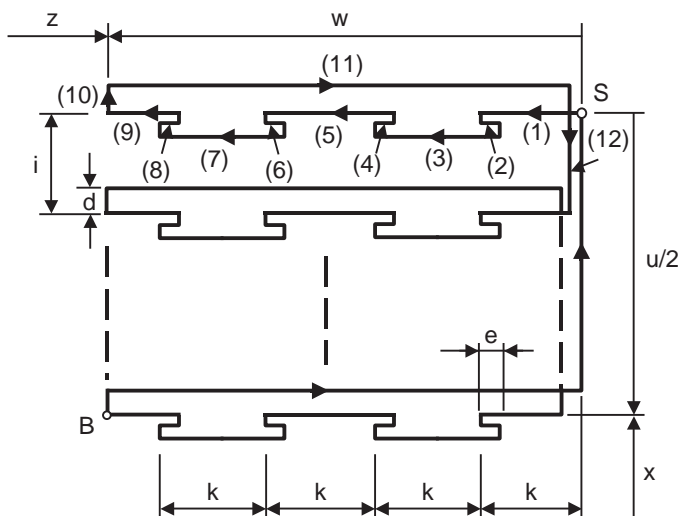 z
w
(11)
(10)
S
(9)
(5)
(1)
(8)
(7)
(6)
(4)
(3)
(2)
(12)
i
d
u/2
e
B
x
k
k
k
k